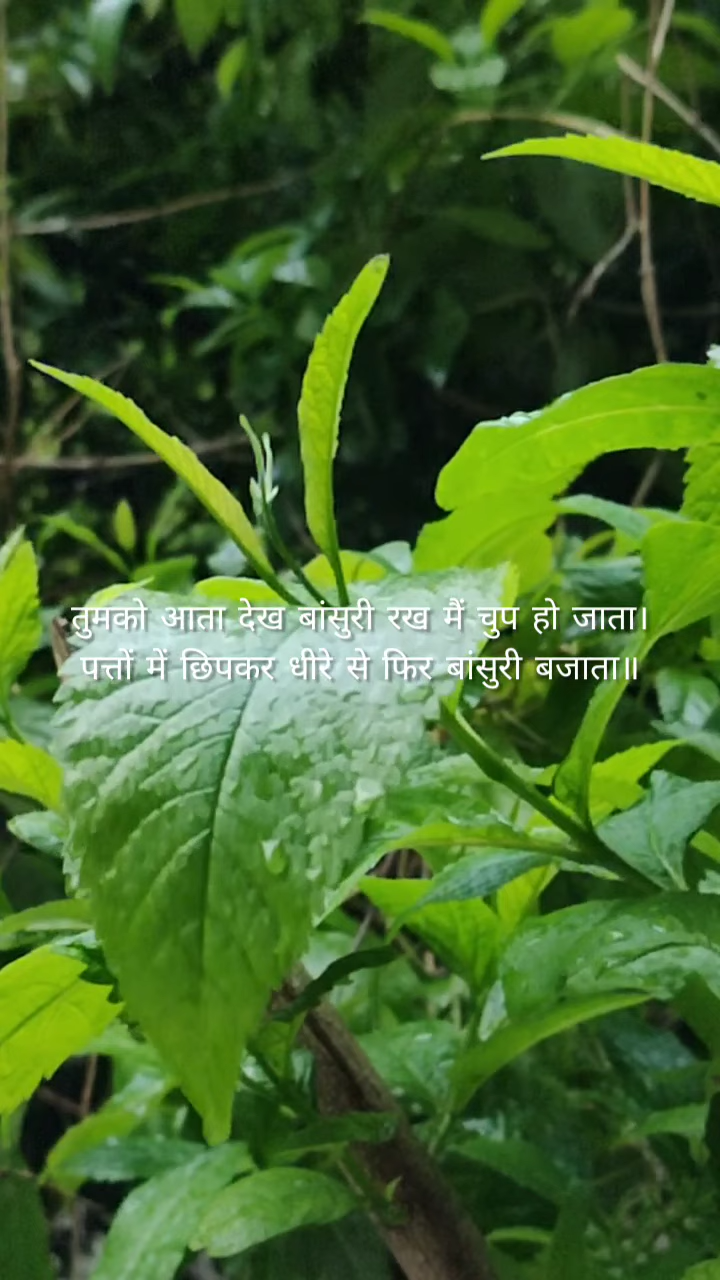 तुमको आता देख बांसुरी रख मैं चुप हो जाता।
पत्तों में छिपकर धीरे से फिर बांसुरी बजाता॥